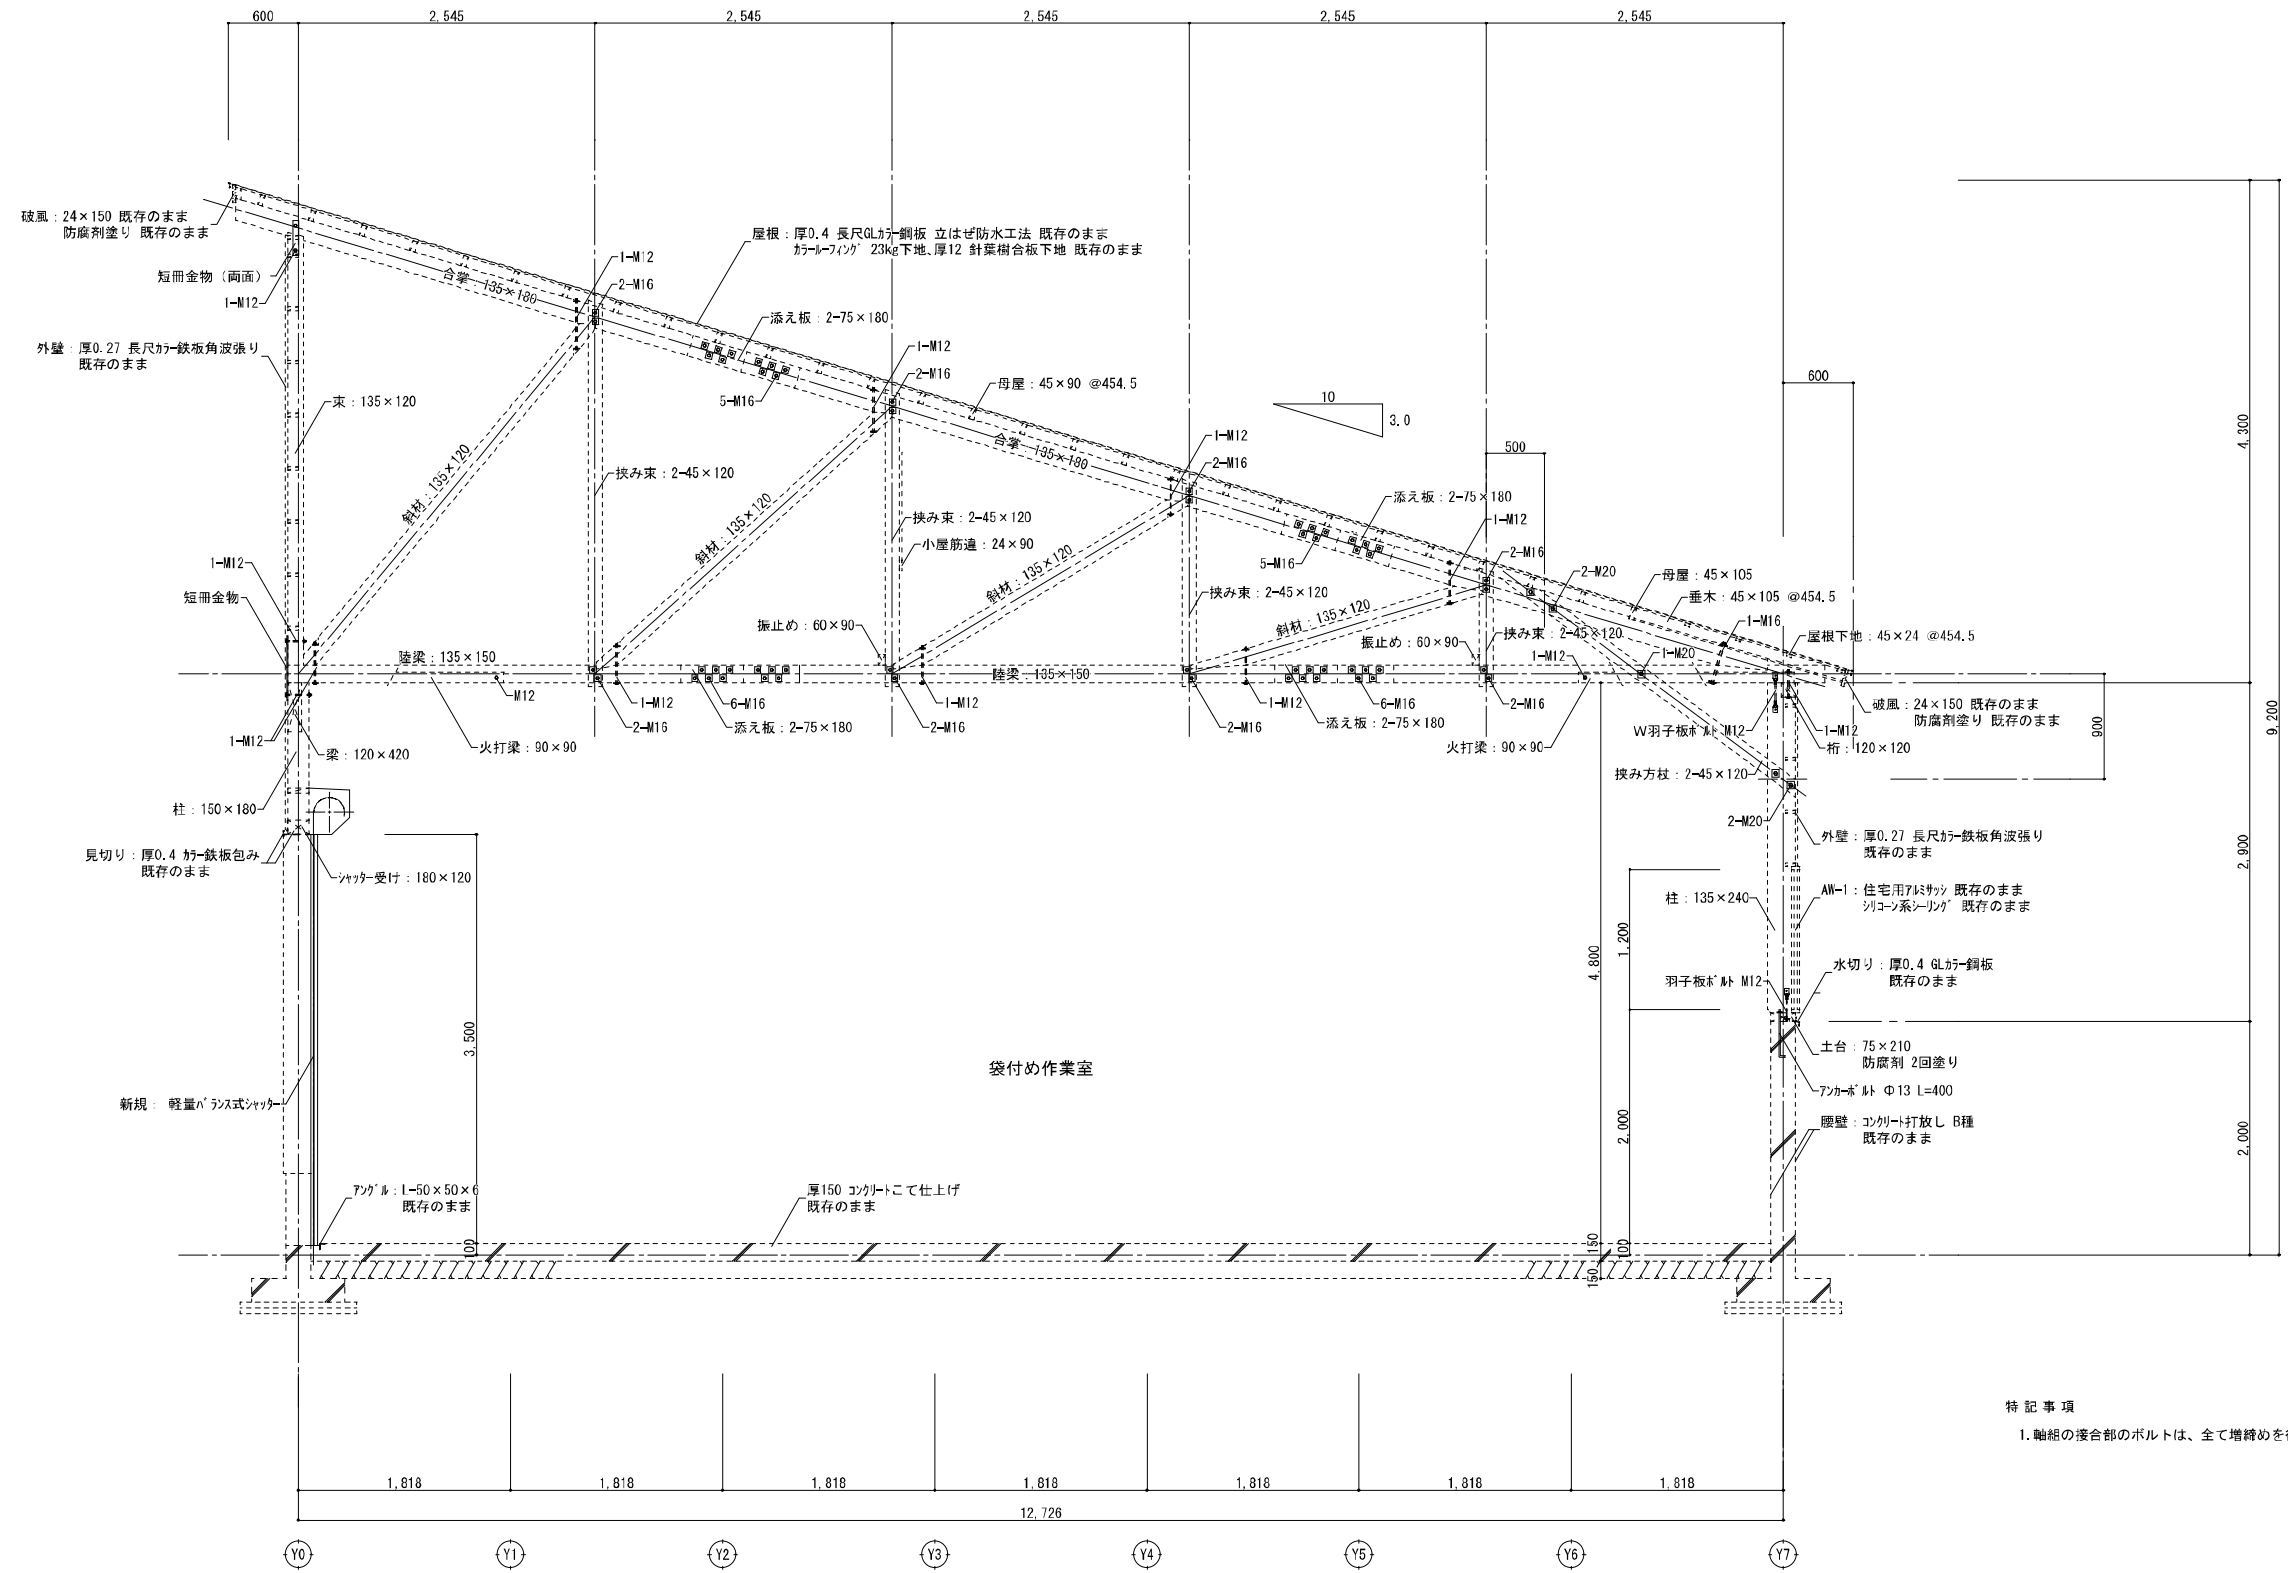 600
2,545
2,545
2,545
2,545
2,545
破風：24×150 既存のまま
防腐剤塗り 既存のまま
短冊金物（両面）
1-M12
外壁：厚0.27 長尺ｶﾗｰ鉄板角波張り
既存のまま
束：135×120
合掌：135×180
屋根：厚0.4 長尺GLｶﾗｰ鋼板 立はぜ防水工法 既存のまま
ｶﾗｰﾙｰﾌｨﾝｸﾞ 23kg下地、厚12 針葉樹合板下地 既存のまま
1-M12
2-M16
添え板：2-75×180
5-M16
1-M12
2-M16
母屋：45×90 @454.5
10
3.0
600
4,300
合掌：135×180
1-M12
2-M16
500
添え板：2-75×180
1-M12
5-M16
2-M16
2-M20
斜材：135×120
挟み束：2-45×120
斜材：135×120
挟み束：2-45×120
小屋筋違：24×90
斜材：135×120
挟み束：2-45×120
斜材：135×120
挟み束：2-45×120
母屋：45×105
垂木：45×105 @454.5
1-M16
屋根下地：45×24 @454.5
1-M12
短冊金物
振止め：60×90
振止め：60×90
1-M12
1-M20
陸梁：135×150
陸梁：135×150
M12
1-M12
6-M16
1-M12
1-M12
6-M16
2-M16
2-M16
2-M16
2-M16
添え板：2-75×180
添え板：2-75×180
破風：24×150 既存のまま
防腐剤塗り 既存のまま
900
9,200
1-M12
梁：120×420
火打梁：90×90
火打梁：90×90
W羽子板ﾎﾞﾙﾄ M12
1-M12
桁：120×120
挟み方杖：2-45×120
柱：150×180
2-M20
見切り：厚0.4 ｶﾗｰ鉄板包み
既存のまま
ｼｬｯﾀｰ受け：180×120
外壁：厚0.27 長尺ｶﾗｰ鉄板角波張り
既存のまま
2,900
柱：135×240
AW-1：住宅用ｱﾙﾐｻｯｼ 既存のまま
ｼﾘｺｰﾝ系ｼｰﾘﾝｸﾞ 既存のまま
1,200
4,800
羽子板ﾎﾞﾙﾄ M12
水切り：厚0.4 GLｶﾗｰ鋼板
既存のまま
3,500
袋付め作業室
土台：75×210
防腐剤 2回塗り
ｱﾝｶｰﾎﾞﾙﾄ Φ13 L=400
新規： 軽量ﾊﾞﾗﾝｽ式ｼｬｯﾀｰ
2,000
腰壁：ｺﾝｸﾘｰﾄ打放し B種
既存のまま
2,000
ｱﾝｸﾞﾙ：L-50×50×6
既存のまま
厚150 ｺﾝｸﾘｰﾄこて仕上げ
既存のまま
100
150
100
150
特記事項
1.軸組の接合部のボルトは、全て増締めを
1,818
1,818
1,818
1,818
1,818
1,818
1,818
12,726
Y0
Y1
Y2
Y3
Y4
Y5
Y6
Y7